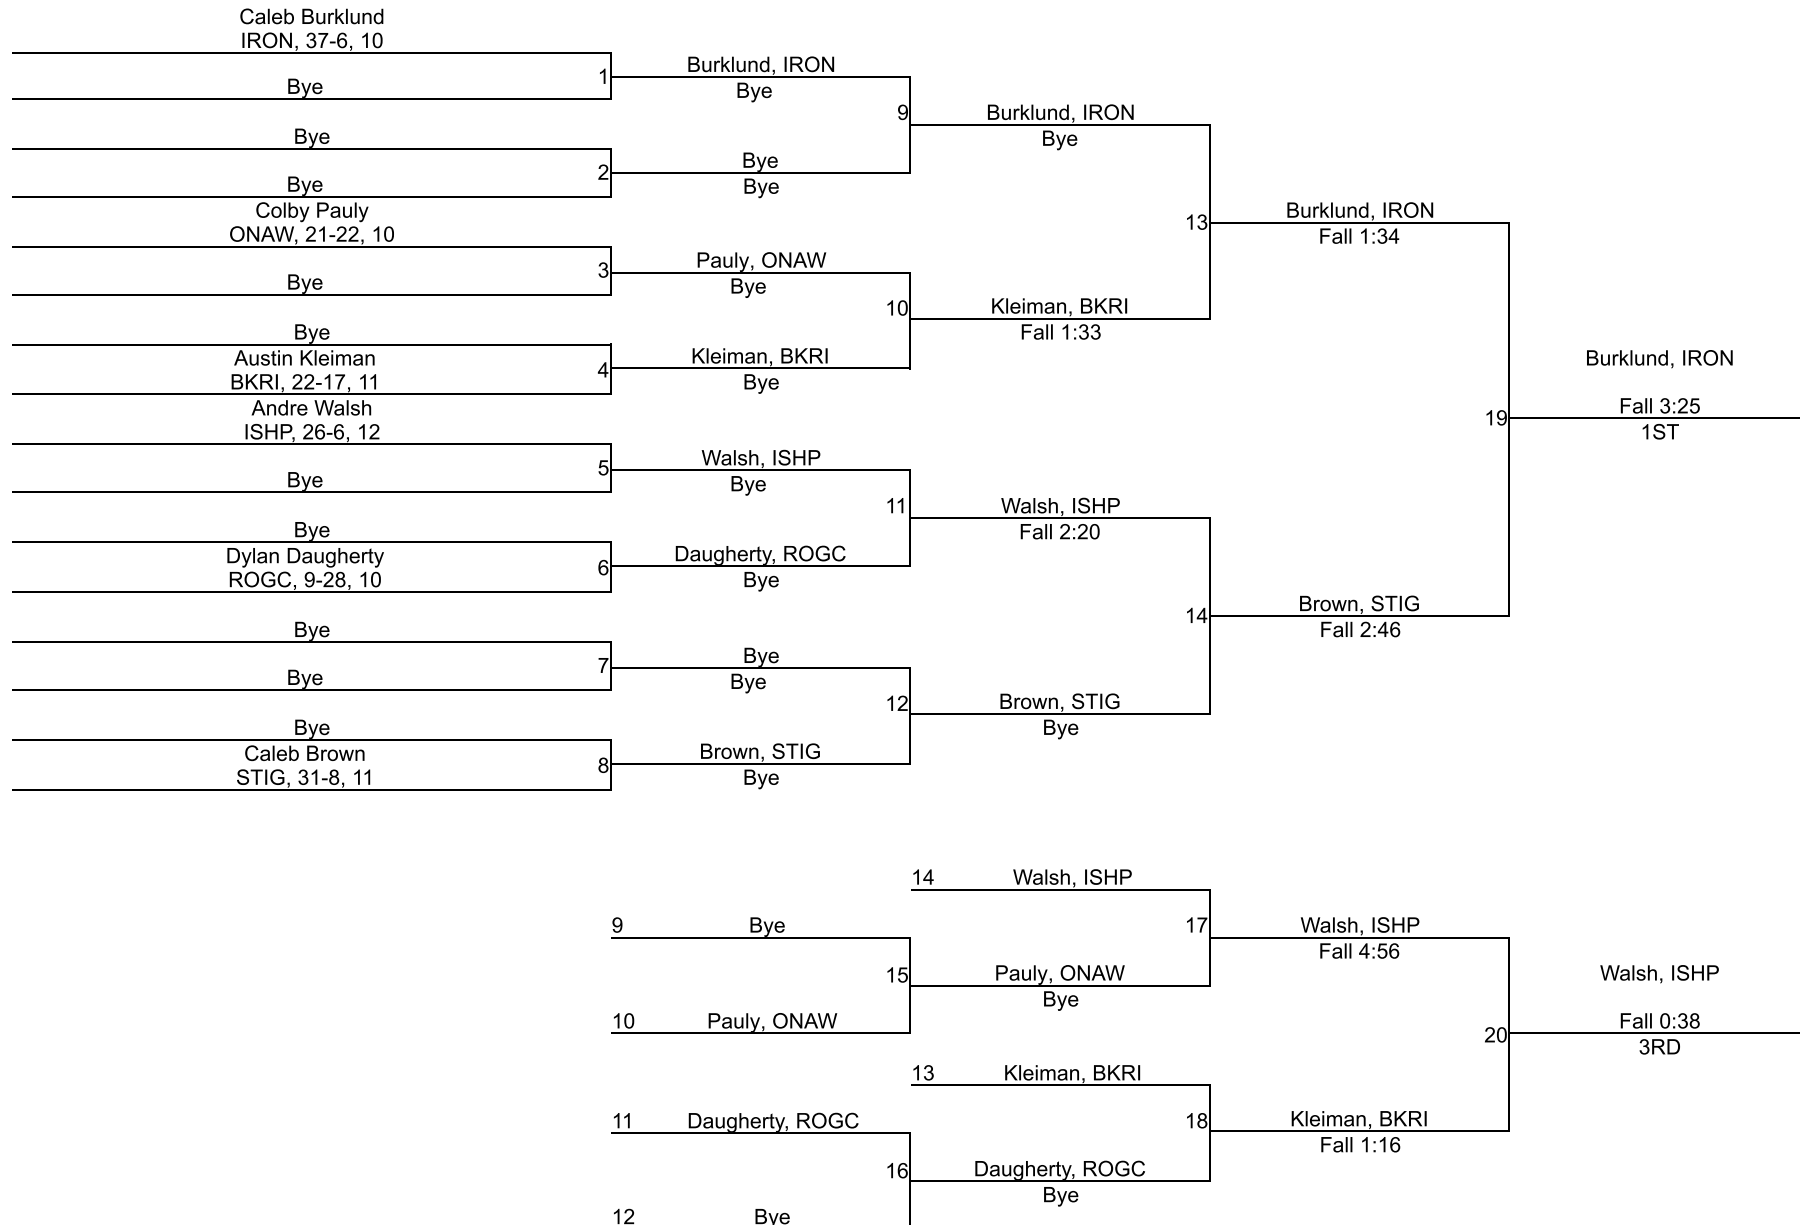 Caleb Burklund
IRON, 37-6, 10
1
Burklund, IRON
Bye
Bye
9
Burklund, IRON
Bye
Bye
2
Bye
Bye
Bye
Colby Pauly
ONAW, 21-22, 10
13
Burklund, IRON
Fall 1:34
3
Pauly, ONAW
Bye
Bye
10
Kleiman, BKRI
Fall 1:33
Bye
Austin Kleiman
BKRI, 22-17, 11
4
Kleiman, BKRI
Bye
Burklund, IRON
Fall 3:25
1ST
19
Andre Walsh
ISHP, 26-6, 12
5
Walsh, ISHP
Bye
Bye
11
Walsh, ISHP
Fall 2:20
Bye
Dylan Daugherty
ROGC, 9-28, 10
6
Daugherty, ROGC
Bye
14
Brown, STIG
Fall 2:46
Bye
7
Bye
Bye
Bye
12
Brown, STIG
Bye
Bye
Caleb Brown
STIG, 31-8, 11
8
Brown, STIG
Bye
14 Walsh, ISHP
9 Bye
17
Walsh, ISHP
Fall 4:56
15
Pauly, ONAW
Bye
10 Pauly, ONAW
Walsh, ISHP
Fall 0:38
3RD
20
13 Kleiman, BKRI
11 Daugherty, ROGC
18
Kleiman, BKRI
Fall 1:16
16
Daugherty, ROGC
Bye
12 Bye